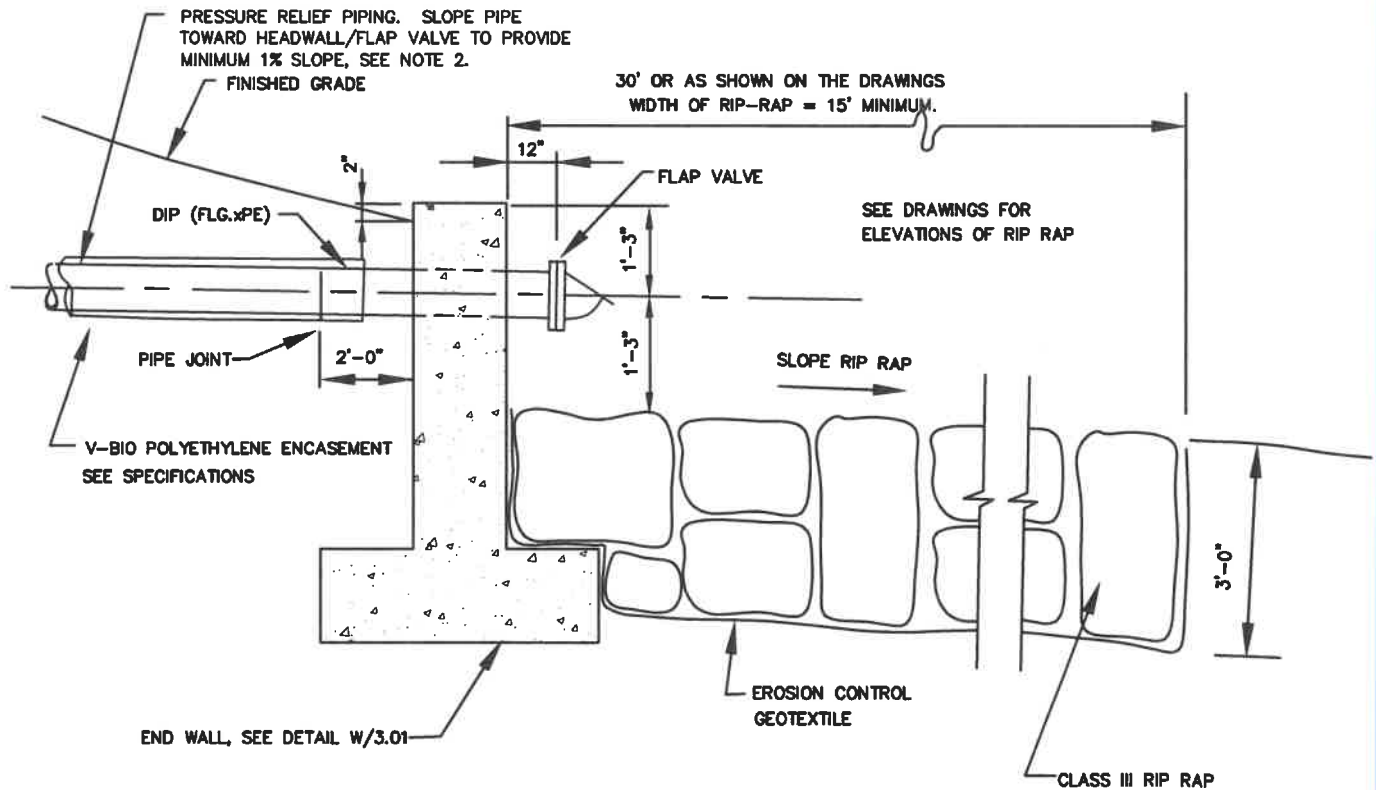 PRESSURE RELIEF PIPING. SLOPE PIPE
TOWARD HEADWALL/FLAP VALVE TO PROVIDE
MINIMUM 1% SLOPE, SEE NOTE 2.
FINISHED GRADE
30' OR AS SHOWN ON THE DRAWINGS
WIDTH OF RIP-RAP = 15' MINIMUM.
12"
2"
FLAP VALVE
DIP (FLG.xPE)
SEE DRAWINGS FOR
ELEVATIONS OF RIP RAP
1'-3"
PIPE JOINT
2'-0"
1'-3"
SLOPE RIP RAP
V-BIO POLYETHYLENE ENCASEMENT
SEE SPECIFICATIONS
3'-0"
EROSION CONTROL
GEOTEXTILE
END WALL, SEE DETAIL W/3.01
CLASS III RIP RAP